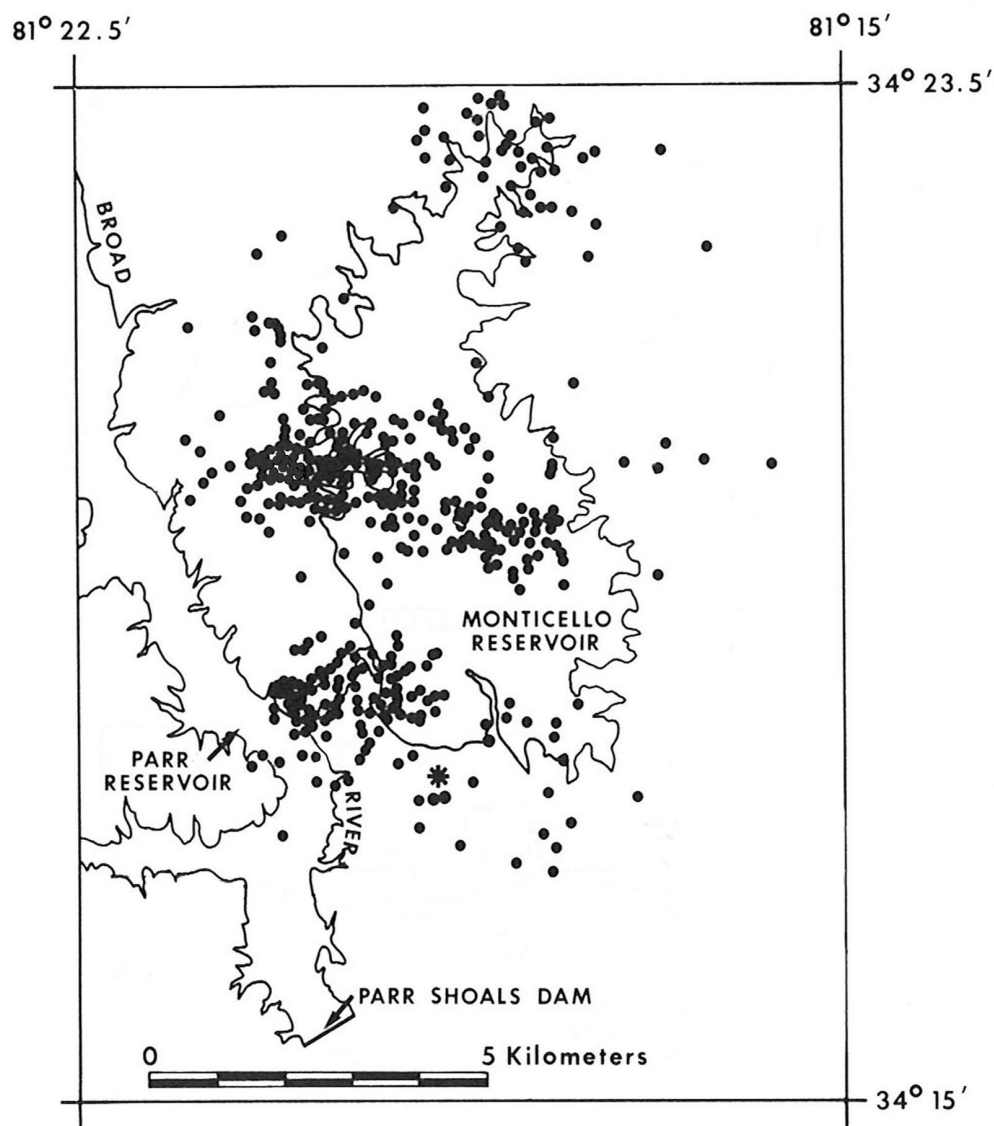 81° 22.5′
81° 15′
34° 23.5′
BROAD
MONTICELLO
RESERVOIR
PARR
RESERVOIR
RIVER
PARR SHOALS DAM
0 5 Kilometers
34° 15′